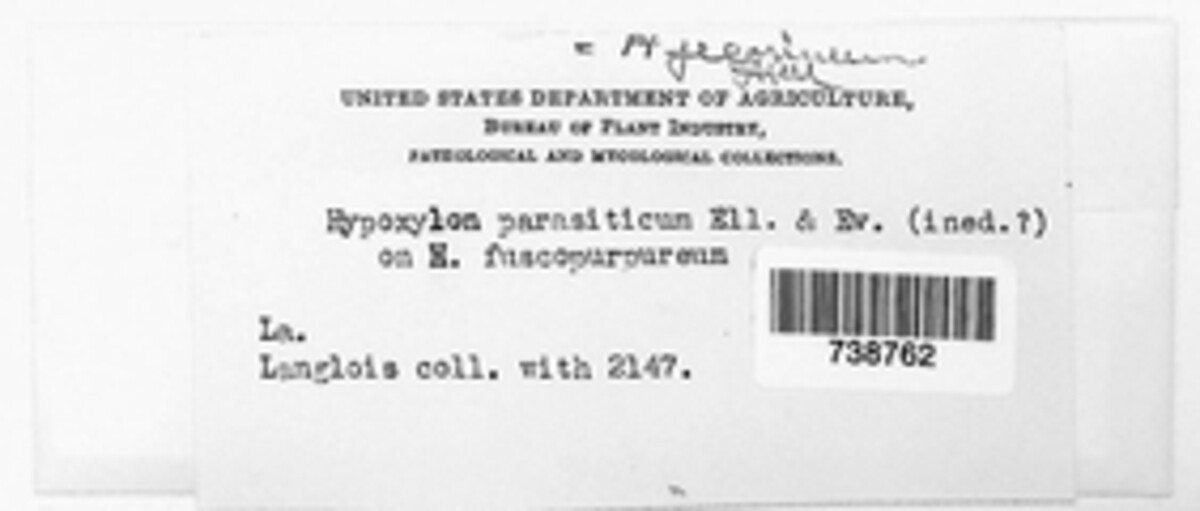 = H. jecorinum
UNITED STATES DEPARTMENT OF AGRICULTURE,
BUREAU OF PLANT INDUSTRY,
PATHOLOGICAL AND MYCOLOGICAL COLLECTIONS.
Hypoxylon parasiticum Ell. & Ev. (ined.?)
on H. fuscopurpureum
La.
Langlois coll. with 2147.
738762